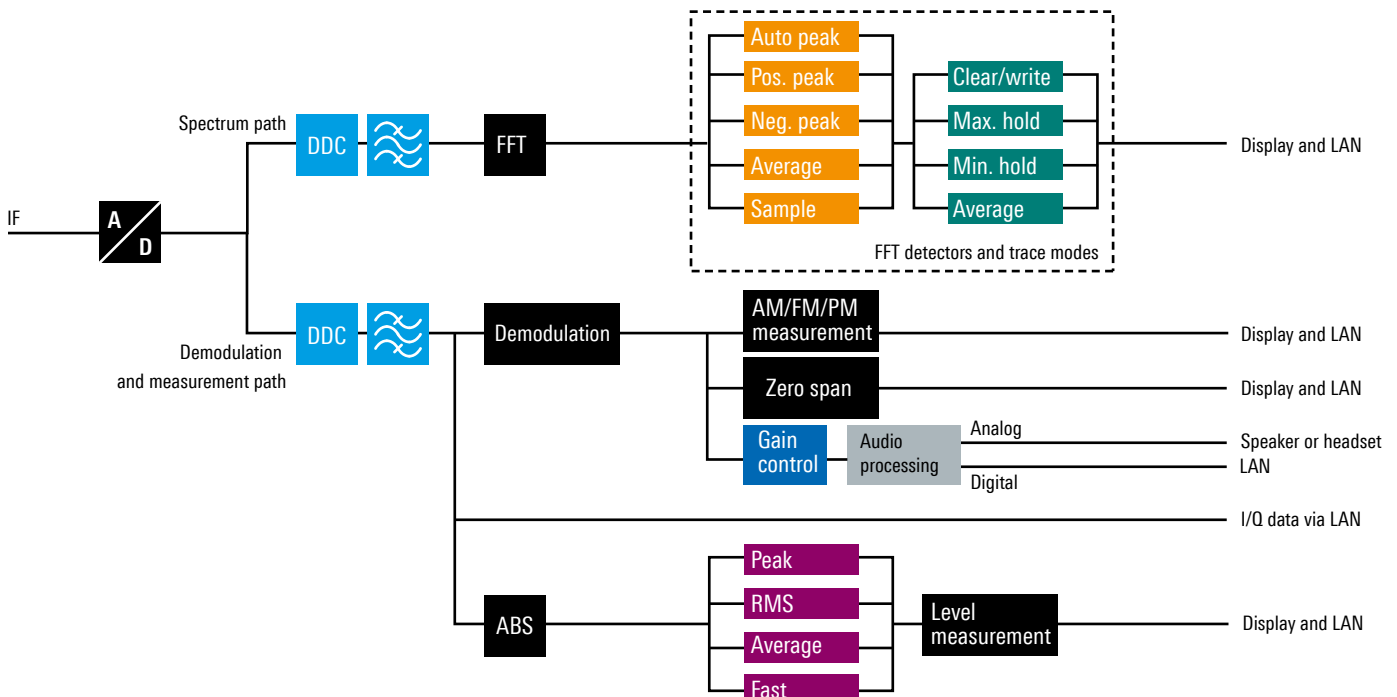 Auto peak
Pos. peak
Neg. peak
Average
Sample
Clear/write
Max. hold
Min. hold
Average
FFT detectors and trace modes
Spectrum path
DDC
FFT
Display and LAN
IF
A
D
DDC
Demodulation
and measurement path
Demodulation
AM/FM/PM
measurement
Display and LAN
Zero span
Display and LAN
Gain
control
Audio
processing
Analog
Speaker or headset
Digital
LAN
I/Q data via LAN
ABS
Peak
RMS
Average
Fast
Level
measurement
Display and LAN